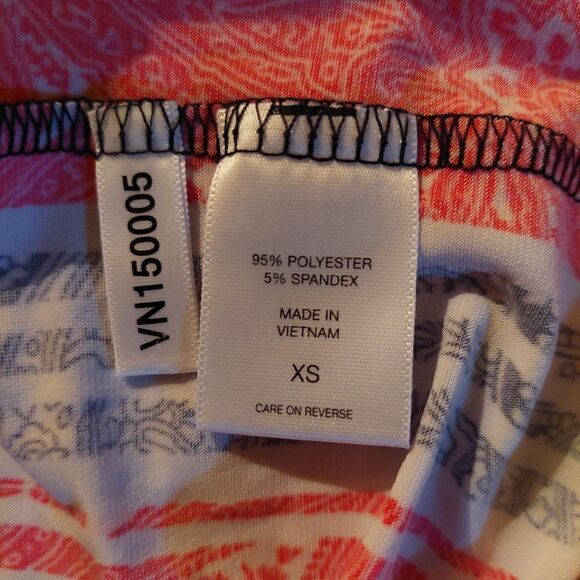 VN150005
95% POLYESTER
5% SPANDEX
MADE IN
VIETNAM
XS
CARE ON REVERSE